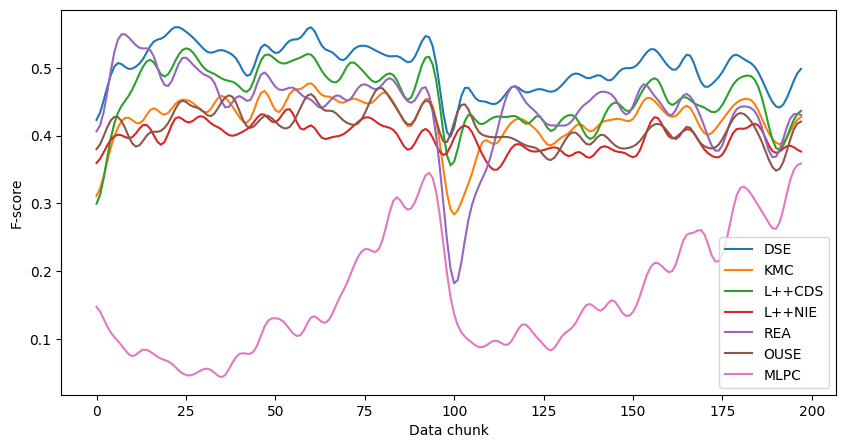 F-score
0.5
0.4
0.3
0.2
0.1
0
25
50
75
100
125
150
175
200
Data chunk
DSE
KMC
L++CDS
L++NIE
REA
OUSE
MLPC